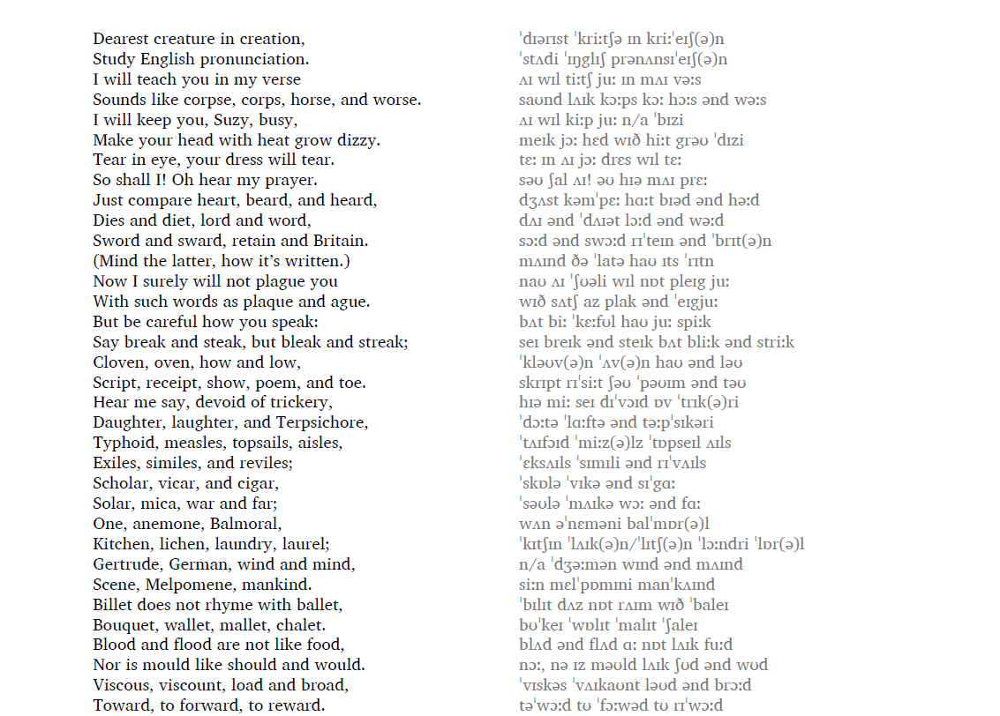 Dearest creature in creation,
Study English pronunciation.
I will teach you in my verse
Sounds like corpse, corps, horse, and worse.
I will keep you, Suzy, busy,
Make your head with heat grow dizzy.
Tear in eye, your dress will tear.
So shall I! Oh hear my prayer.
Just compare heart, beard, and heard,
Dies and diet, lord and word,
Sword and sward, retain and Britain.
(Mind the latter, how it’s written.)
Now I surely will not plague you
With such words as plaque and ague.
But be careful how you speak:
Say break and steak, but bleak and streak;
Cloven, oven, how and low,
Script, receipt, show, poem, and toe.
Hear me say, devoid of trickery,
Daughter, laughter, and Terpsichore,
Typhoid, measles, topsails, aisles,
Exiles, similes, and reviles;
Scholar, vicar, and cigar,
Solar, mica, war and far;
One, anemone, Balmoral,
Kitchen, lichen, laundry, laurel;
Gertrude, German, wind and mind,
Scene, Melpomene, mankind.
Billet does not rhyme with ballet,
Bouquet, wallet, mallet, chalet.
Blood and flood are not like food,
Nor is mould like should and would.
Viscous, viscount, load and broad,
Toward, to forward, to reward.
ˈdɪərɪst ˈkriːtʃə ɪn kriːˈeɪʃ(ə)n
ˈstʌdi ˈɪŋglɪʃ prənʌnsɪˈeɪʃ(ə)n
ʌɪ wɪl tiːtʃ juː ɪn mʌɪ vəːs
saʊnd lʌɪk kɔːps kɔː hɔːs ənd wəːs
ʌɪ wɪl kiːp juː n/a ˈbɪzi
meɪk jɔː hɛd wɪð hiːt grəʊ ˈdɪzi
tɛː ɪn ʌɪ jɔː drɛs wɪl tɛː
səʊ ʃal ʌɪ! əʊ hɪə mʌɪ prɛː
dʒʌst kəmˈpɛː hɑːt bɪəd ənd həːd
dʌɪ ənd ˈdʌɪət lɔːd ənd wəːd
sɔːd ənd swɔːd rɪˈteɪn ənd ˈbrɪt(ə)n
mʌɪnd ðə ˈlatə haʊ ɪts ˈrɪtn
naʊ ʌɪ ˈʃʊəli wɪl nɒt pleɪg juː
wɪð sʌtʃ az plak ənd ˈeɪgjuː
bʌt biː ˈkɛːfʊl haʊ juː spiːk
seɪ breɪk ənd steɪk bʌt bliːk ənd striːk
ˈkləʊv(ə)n ˈʌv(ə)n haʊ ənd ləʊ
skrɪpt rɪˈsiːt ʃəʊ ˈpəʊɪm ənd təʊ
hɪə miː seɪ dɪˈvɔɪd ɒv ˈtrɪk(ə)ri
ˈdɔːtə ˈlɑːftə ənd təːpˈsɪkəri
ˈtʌɪfɔɪd ˈmiːz(ə)lz ˈtɒpseɪl ʌɪls
ˈɛksʌɪls ˈsɪmɪli ənd rɪˈvʌɪls
ˈskɒlə ˈvɪkə ənd sɪˈgɑː
ˈsəʊlə ˈmʌɪkə wɔː ənd fɑː
wʌn əˈnɛməni balˈmɒr(ə)l
ˈkɪtʃɪn ˈlʌɪk(ə)n/ˈlɪtʃ(ə)n ˈlɔːndri ˈlɒr(ə)l
n/a ˈdʒəːmən wɪnd ənd mʌɪnd
siːn mɛlˈpɒmɪni manˈkʌɪnd
ˈbɪlɪt dʌz nɒt rʌɪm wɪð ˈbaleɪ
bʊˈkeɪ ˈwɒlɪt ˈmalɪt ˈʃaleɪ
blʌd ənd flʌd ɑː nɒt lʌɪk fuːd
nɔː, nə ɪz məʊld lʌɪk ʃʊd ənd wʊd
ˈvɪskəs ˈvʌɪkaʊnt ləʊd ənd brɔːd
təˈwɔːd tʊ ˈfɔːwəd tʊ rɪˈwɔːd